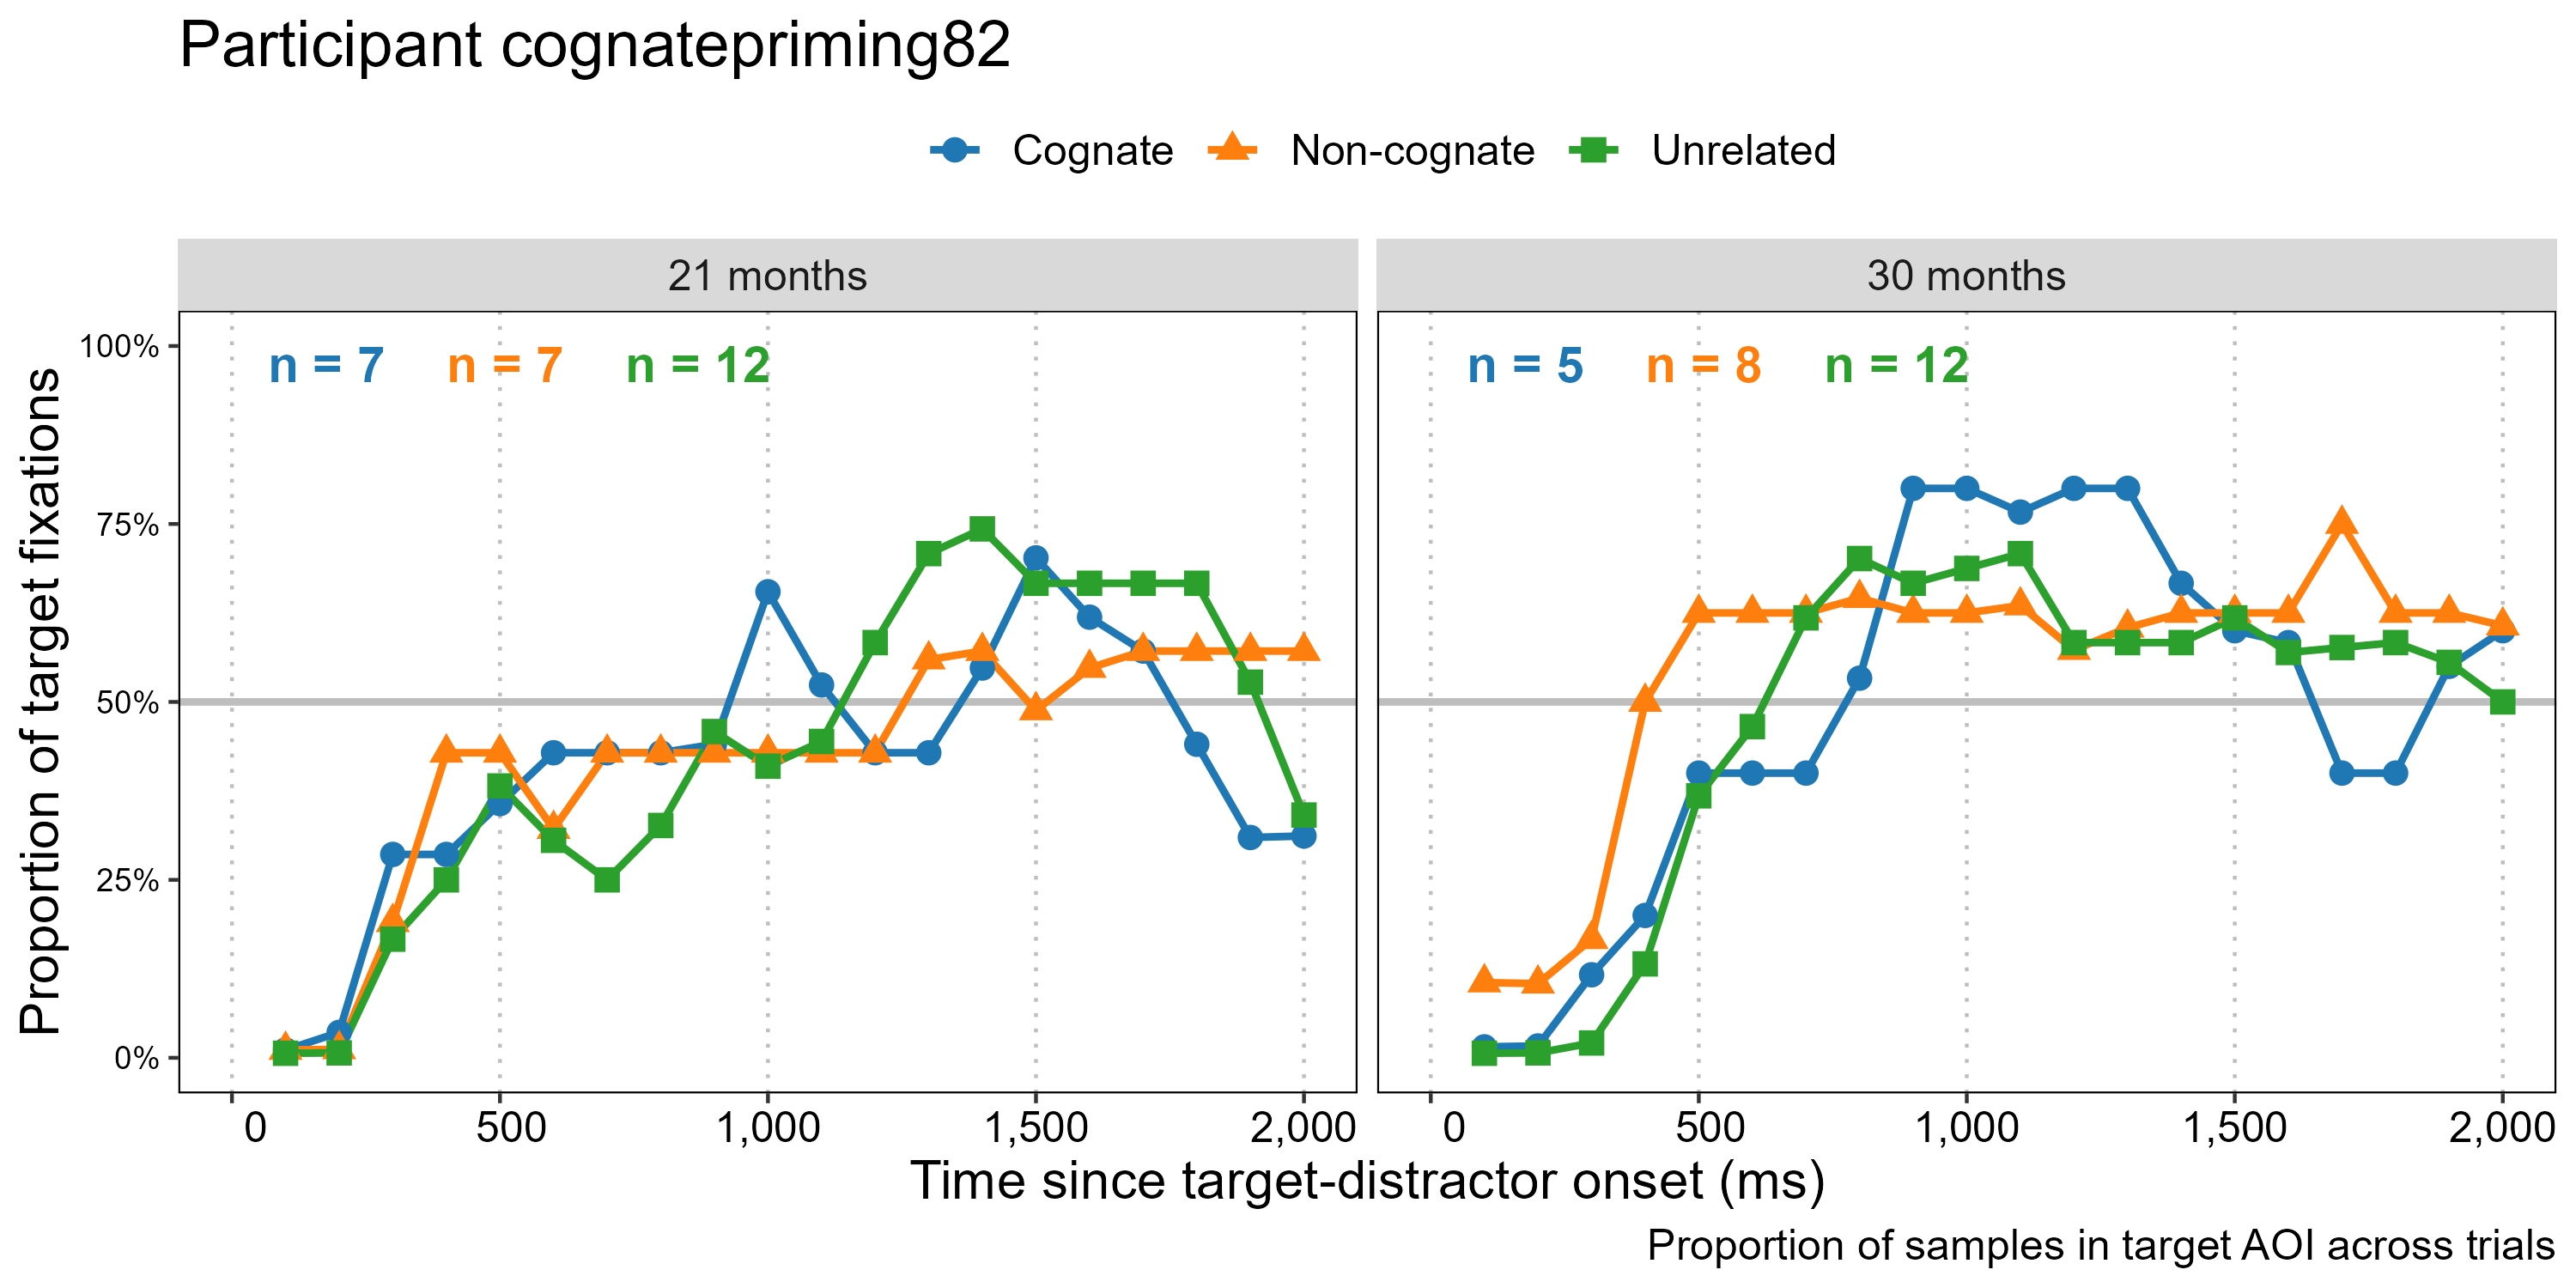 Participant cognatepriming82
Cognate Non-cognate Unrelated
21 months 30 months
n = 7 n = 7 n = 12 n = 5 n = 8 n = 12
100%
75%
50%
25%
0%
Proportion of target fixations
0 500 1,000 1,500 2,000 0 500 1,000 1,500 2,000
Time since target-distractor onset (ms)
Proportion of samples in target AOI across trials